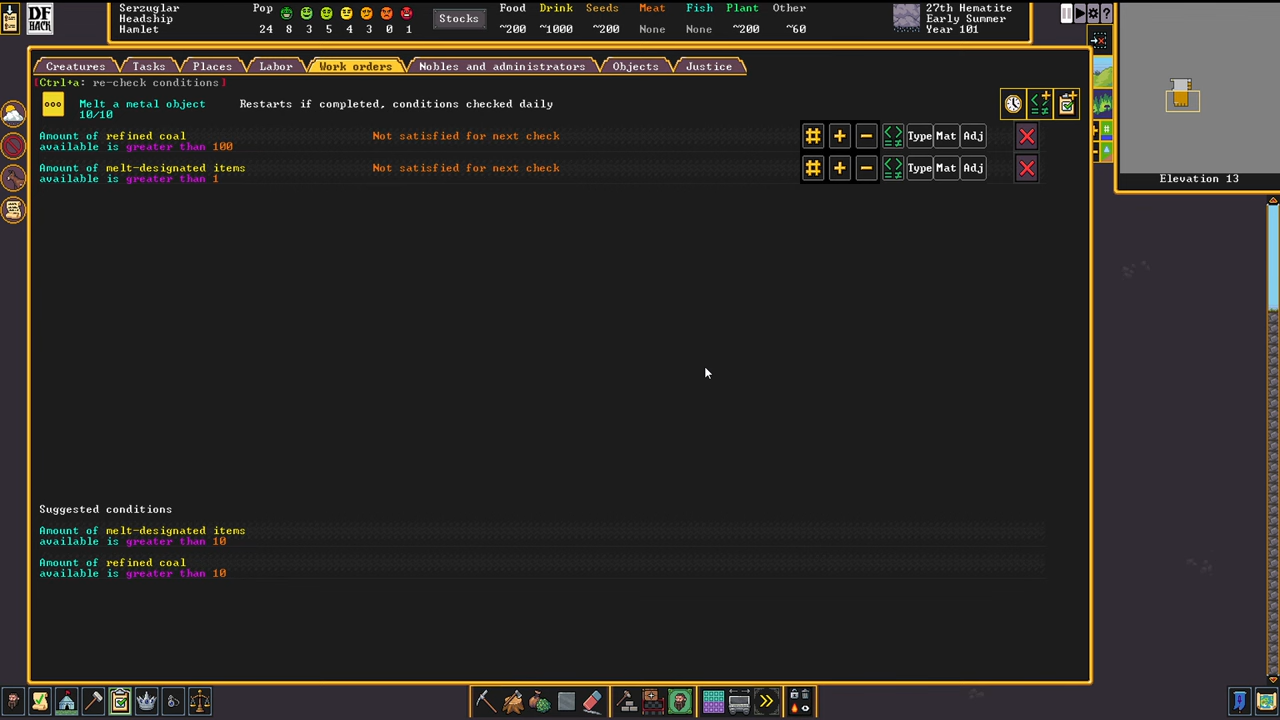 DF HACK
Serzuglar
Headship
Hamlet
Pop
24 8 3 5 4 3 0 1
Stocks
Food Drink Seeds Meat Fish Plant Other
~200 ~1000 ~200 None None ~200 ~60
27th Hematite
Early Summer
Year 101
Creatures Tasks Places Labor Work orders Nobles and administrators Objects Justice
[Ctrl+a: re-check conditions]
Melt a metal object Restarts if completed, conditions checked daily
10/10
Amount of refined coal Not satisfied for next check
available is greater than 100
Type Mat Adj
Amount of melt-designated items Not satisfied for next check
available is greater than 1
Type Mat Adj
Elevation 13
Suggested conditions
Amount of melt-designated items
available is greater than 10
Amount of refined coal
available is greater than 10